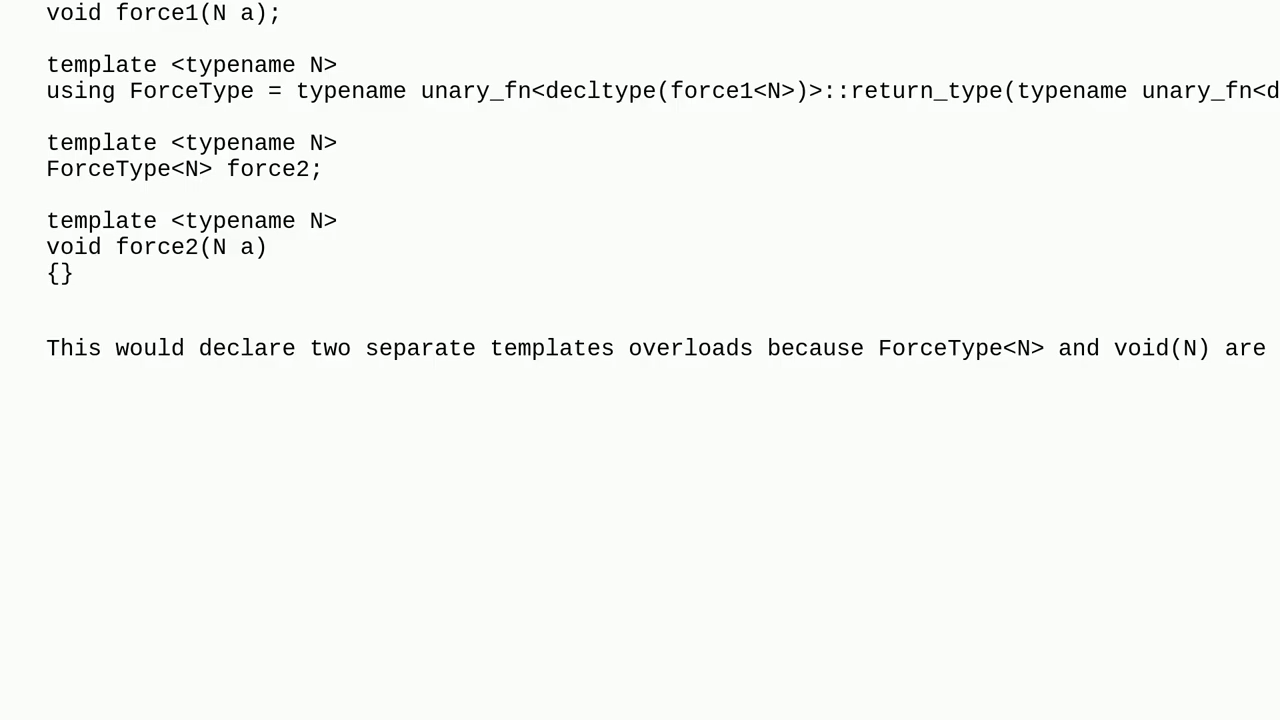 void force1(N a);
template <typename N>
using ForceType = typename unary_fn<decltype(force1<N>)>::return_type(typename unary_fn<d
template <typename N>
ForceType<N> force2;
template <typename N>
void force2(N a)
{}
This would declare two separate templates overloads because ForceType<N> and void(N) are